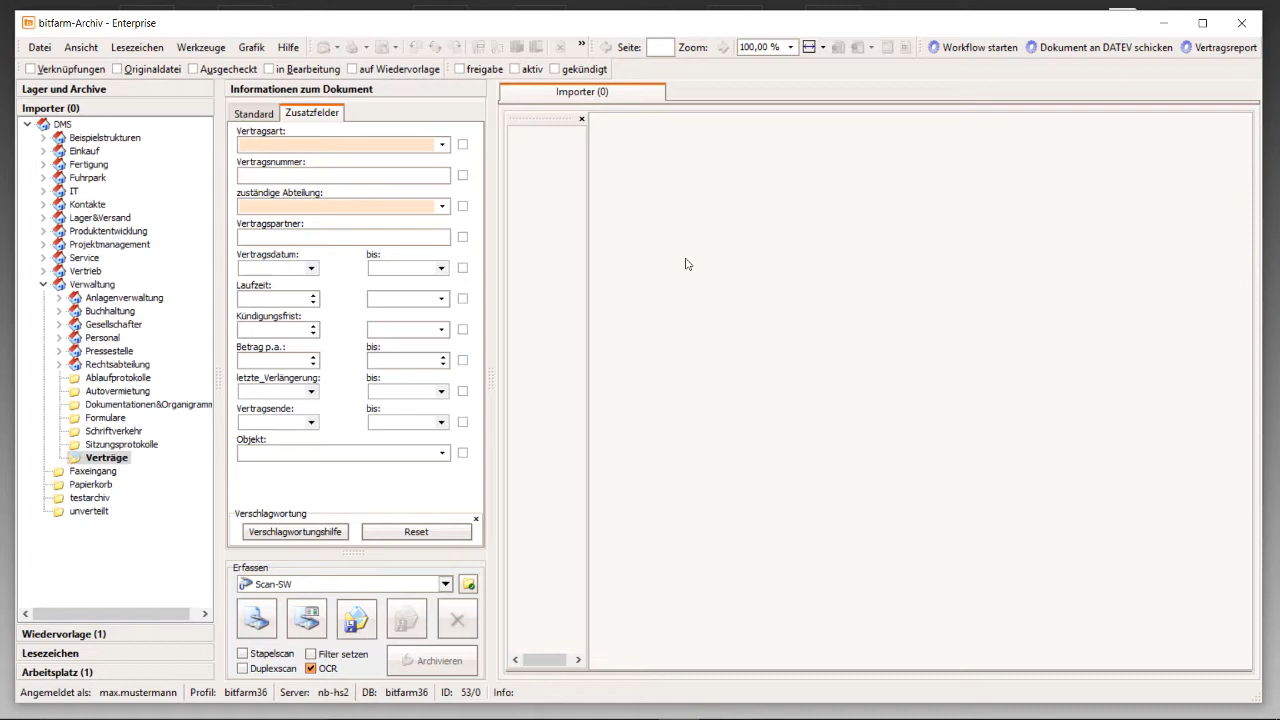 bitfarm-Archiv - Enterprise
Datei Ansicht Lesezeichen Werkzeuge Grafik Hilfe » Seite: Zoom: 100,00 % Workflow starten Dokument an DATEV schicken Vertragsreport
Verknüpfungen Originaldatei Ausgecheckt in Bearbeitung auf Wiedervorlage freigabe aktiv gekündigt
Lager und Archive
Importer (0)
DMS
Beispielstrukturen
Einkauf
Fertigung
Fuhrpark
IT
Kontakte
Lager&Versand
Produktentwicklung
Projektmanagement
Service
Vertrieb
Verwaltung
Anlagenverwaltung
Buchhaltung
Gesellschafter
Personal
Pressestelle
Rechtsabteilung
Ablaufprotokolle
Autovermietung
Dokumentationen&Organigramm
Formulare
Schriftverkehr
Sitzungsprotokolle
Verträge
Faxeingang
Papierkorb
testarchiv
unverteilt
Wiedervorlage (1)
Lesezeichen
Arbeitsplatz (1)
Informationen zum Dokument
Standard Zusatzfelder
Vertragsart:
Vertragsnummer:
zuständige Abteilung:
Vertragspartner:
Vertragsdatum: bis:
Laufzeit:
Kündigungsfrist:
Betrag p.a.: bis:
letzte_Verlängerung: bis:
Vertragsende: bis:
Objekt:
Verschlagwortung
Verschlagwortungshilfe Reset
Erfassen
Scan-SW
Stapelscan Filter setzen
Duplexscan OCR
Archivieren
Importer (0)
Angemeldet als: max.mustermann Profil: bitfarm36 Server: nb-hs2 DB: bitfarm36 ID: 53/0 Info: